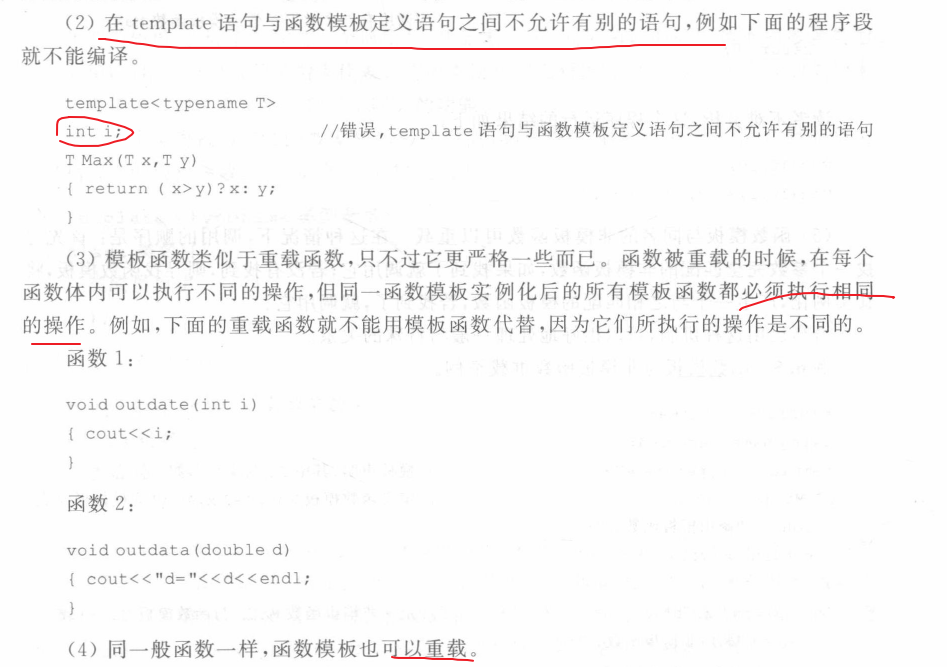 (2) 在 template 语句与函数模板定义语句之间不允许有别的语句,例如下面的程序段
就不能编译。
template<typename T>
int i; //错误,template 语句与函数模板定义语句之间不允许有别的语句
T Max(T x,T y)
{ return ( x>y)?x: y;
}
(3) 模板函数类似于重载函数,只不过它更严格一些而已。函数被重载的时候,在每个
函数体内可以执行不同的操作,但同一函数模板实例化后的所有模板函数都必须执行相同
的操作。例如,下面的重载函数就不能用模板函数代替,因为它们所执行的操作是不同的。
函数 1:
void outdate(int i)
{ cout<<i;
}
函数 2:
void outdata(double d)
{ cout<<"d="<<d<<endl;
}
(4) 同一般函数一样,函数模板也可以重载。